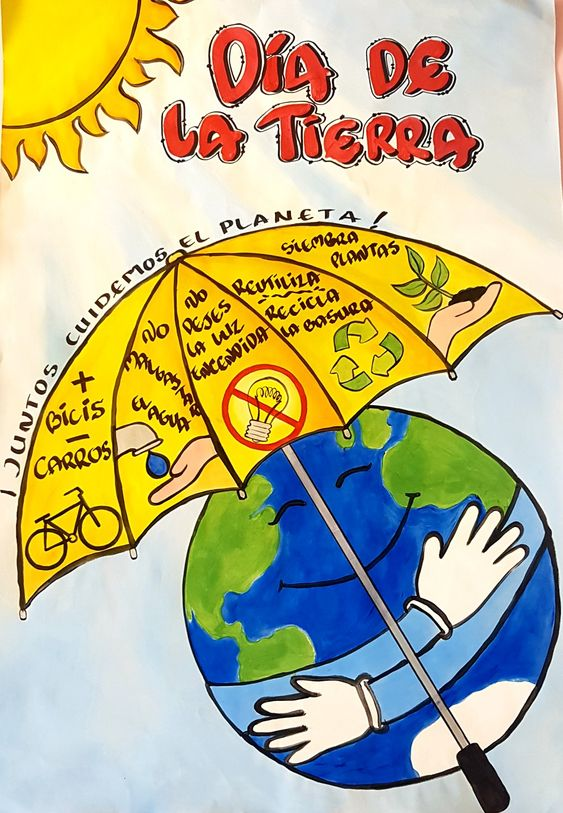 DÍA DE
LA TIERRA
¡JUNTOS CUIDEMOS EL PLANETA!
+
BICIS
-
CARROS
NO
MALGASTAR
EL AGUA
NO
DEJES
LA LUZ
ENCENDIDA
REUTILIZA
RECICLA
LA BASURA
SIEMBRA
PLANTAS